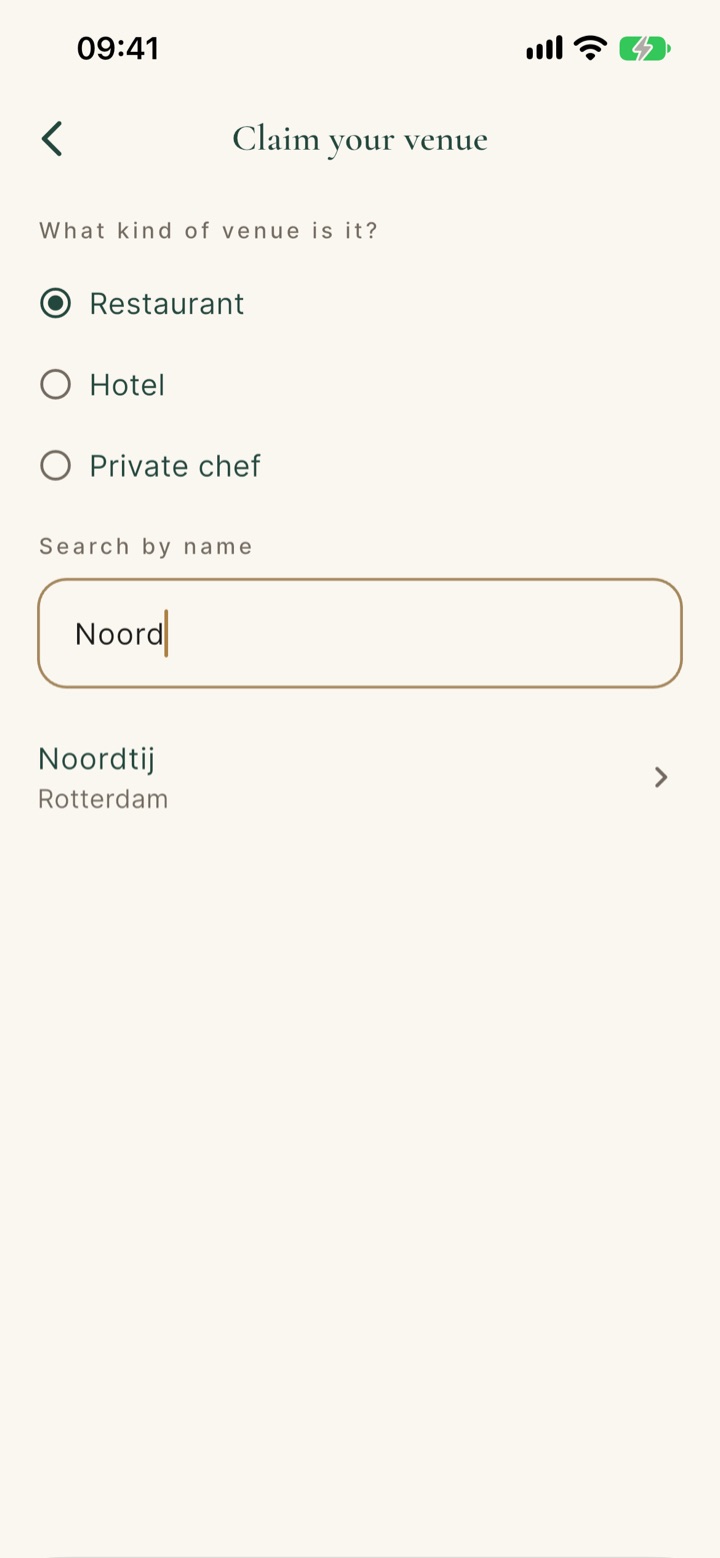 09:41
Claim your venue
What kind of venue is it?
Restaurant
Hotel
Private chef
Search by name
Noord
Noordtij
Rotterdam